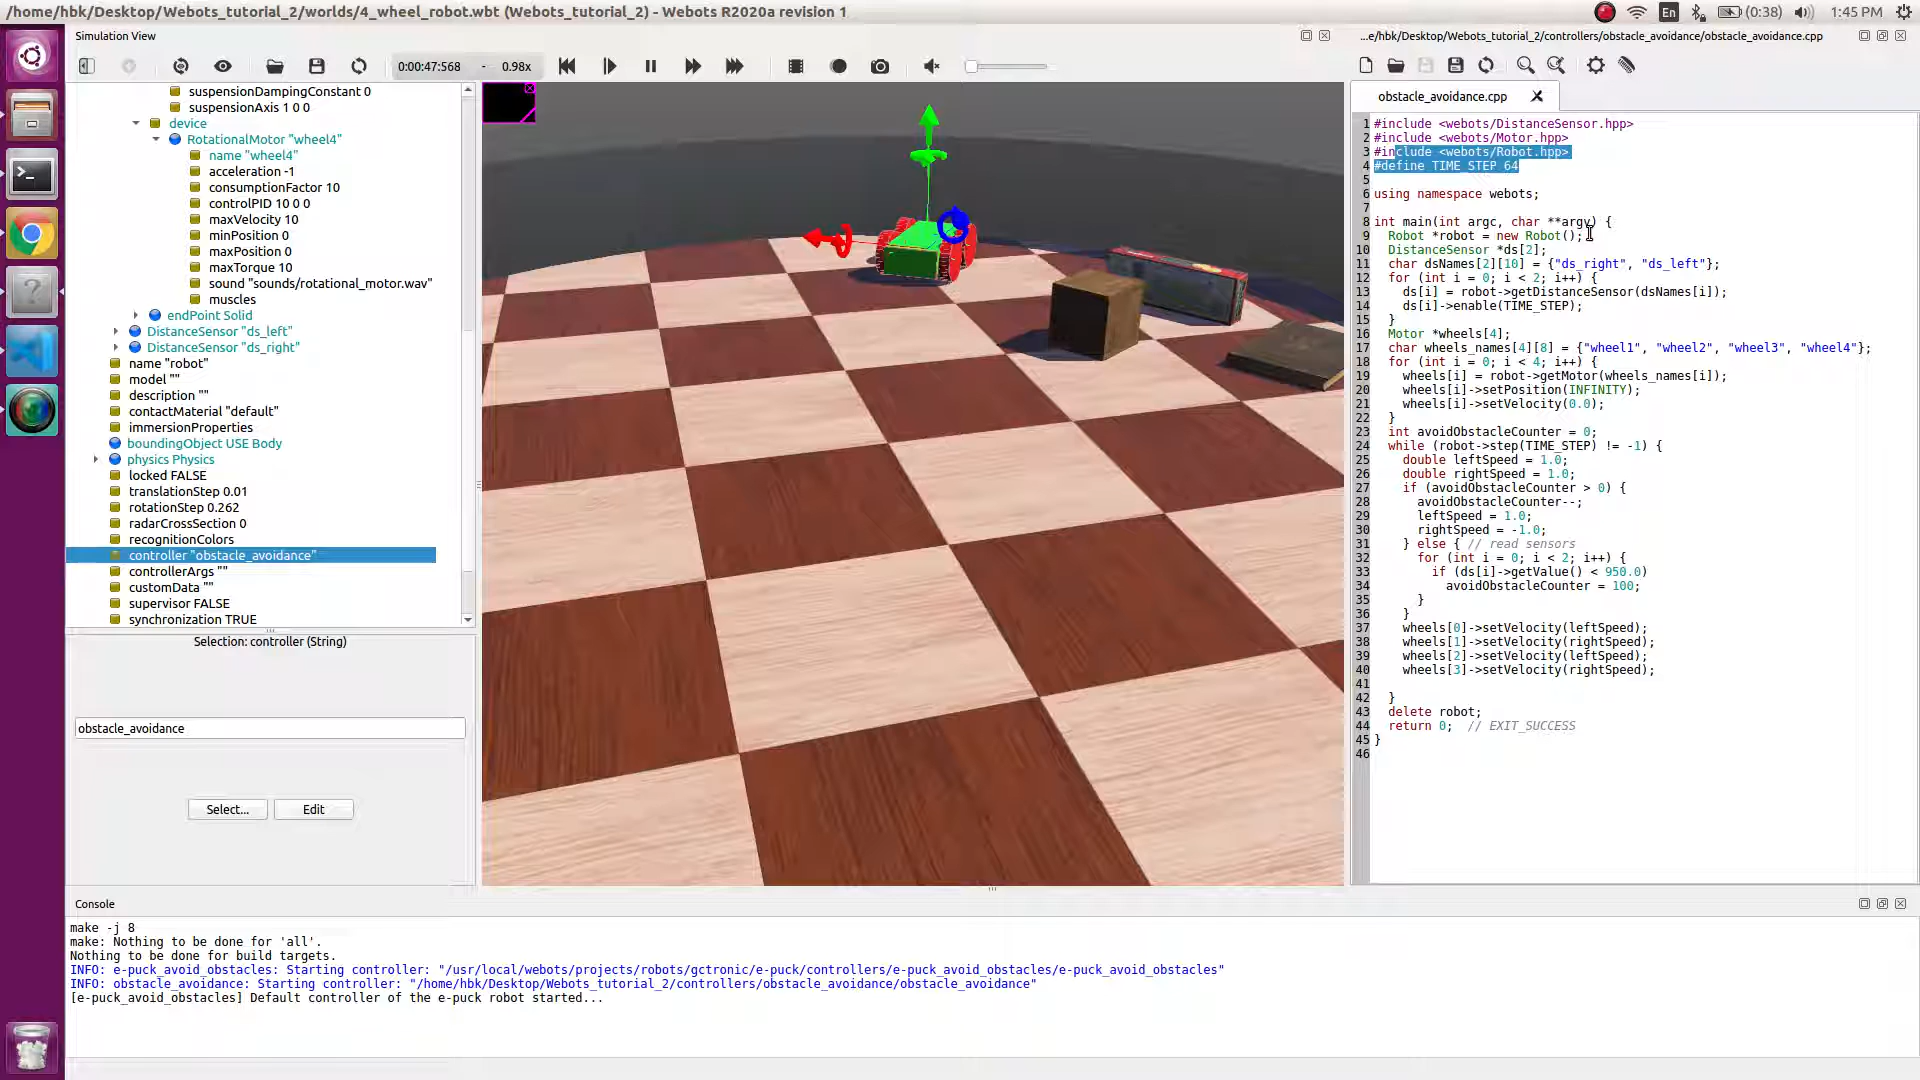 /home/hbk/Desktop/Webots_tutorial_2/worlds/4_wheel_robot.wbt (Webots_tutorial_2) - Webots R2020a revision 1
En
(0:38)
1:45 PM
Simulation View
0:00:47:568 - 0.98x
suspensionDampingConstant 0
suspensionAxis 1 0 0
device
RotationalMotor "wheel4"
name "wheel4"
acceleration -1
consumptionFactor 10
controlPID 10 0 0
maxVelocity 10
minPosition 0
maxPosition 0
maxTorque 10
sound "sounds/rotational_motor.wav"
muscles
endPoint Solid
DistanceSensor "ds_left"
DistanceSensor "ds_right"
name "robot"
model ""
description ""
contactMaterial "default"
immersionProperties
boundingObject USE Body
physics Physics
locked FALSE
translationStep 0.01
rotationStep 0.262
radarCrossSection 0
recognitionColors
controller "obstacle_avoidance"
controllerArgs ""
customData ""
supervisor FALSE
synchronization TRUE
Selection: controller (String)
obstacle_avoidance
Select...
Edit
...e/hbk/Desktop/Webots_tutorial_2/controllers/obstacle_avoidance/obstacle_avoidance.cpp
obstacle_avoidance.cpp
1 #include <webots/DistanceSensor.hpp>
2 #include <webots/Motor.hpp>
3 #include <webots/Robot.hpp>
4 #define TIME_STEP 64
5
6 using namespace webots;
7
8 int main(int argc, char **argv) {
9   Robot *robot = new Robot();
10   DistanceSensor *ds[2];
11   char dsNames[2][10] = {"ds_right", "ds_left"};
12   for (int i = 0; i < 2; i++) {
13     ds[i] = robot->getDistanceSensor(dsNames[i]);
14     ds[i]->enable(TIME_STEP);
15   }
16   Motor *wheels[4];
17   char wheels_names[4][8] = {"wheel1", "wheel2", "wheel3", "wheel4"};
18   for (int i = 0; i < 4; i++) {
19     wheels[i] = robot->getMotor(wheels_names[i]);
20     wheels[i]->setPosition(INFINITY);
21     wheels[i]->setVelocity(0.0);
22   }
23   int avoidObstacleCounter = 0;
24   while (robot->step(TIME_STEP) != -1) {
25     double leftSpeed = 1.0;
26     double rightSpeed = 1.0;
27     if (avoidObstacleCounter > 0) {
28       avoidObstacleCounter--;
29       leftSpeed = 1.0;
30       rightSpeed = -1.0;
31     } else { // read sensors
32       for (int i = 0; i < 2; i++) {
33         if (ds[i]->getValue() < 950.0)
34           avoidObstacleCounter = 100;
35       }
36     }
37     wheels[0]->setVelocity(leftSpeed);
38     wheels[1]->setVelocity(rightSpeed);
39     wheels[2]->setVelocity(leftSpeed);
40     wheels[3]->setVelocity(rightSpeed);
41
42   }
43   delete robot;
44   return 0;  // EXIT_SUCCESS
45 }
46
Console
make -j 8
make: Nothing to be done for 'all'.
Nothing to be done for build targets.
INFO: e-puck_avoid_obstacles: Starting controller: "/usr/local/webots/projects/robots/gctronic/e-puck/controllers/e-puck_avoid_obstacles/e-puck_avoid_obstacles"
INFO: obstacle_avoidance: Starting controller: "/home/hbk/Desktop/Webots_tutorial_2/controllers/obstacle_avoidance/obstacle_avoidance"
[e-puck_avoid_obstacles] Default controller of the e-puck robot started...